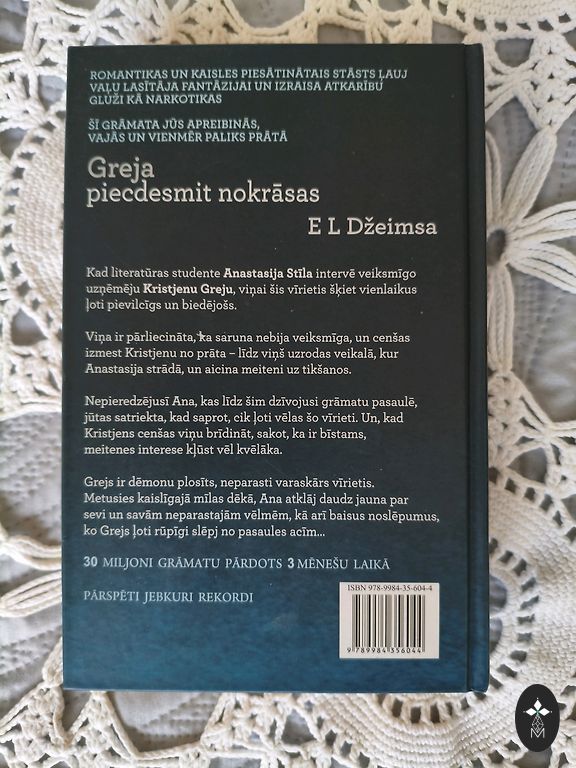 ROMANTIKAS UN KAISLES PIESĀTINĀTAIS STĀSTS ĻAUJ
VAĻU LASĪTĀJA FANTĀZIJAI UN IZRAISA ATKARĪBU
GLUŽI KĀ NARKOTIKAS
ŠĪ GRĀMATA JŪS APREIBINĀS,
VAJĀS UN VIENMĒR PALIKS PRĀTĀ
Greja
piecdesmit nokrāsas
E L Džeimsa
Kad literatūras studente Anastasija Stīla intervē veiksmīgo
uzņēmēju Kristjenu Greju, viņai šis vīrietis šķiet vienlaikus
ļoti pievilcīgs un biedējošs.
Viņa ir pārliecināta, ka saruna nebija veiksmīga, un cenšas
izmest Kristjenu no prāta – līdz viņš uzrodas veikalā, kur
Anastasija strādā, un aicina meiteni uz tikšanos.
Nepieredzējusī Ana, kas līdz šim dzīvojusi grāmatu pasaulē,
jūtas satriekta, kad saprot, cik ļoti vēlas šo vīrieti. Un, kad
Kristjens cenšas viņu brīdināt, sakot, ka ir bīstams,
meitenes interese kļūst vēl kvēlāka.
Grejs ir dēmonu plosīts, neparasti varaskārs vīrietis.
Metusies kaislīgajā mīlas dēkā, Ana atklāj daudz jauna par
sevi un savām neparastajām vēlmēm, kā arī baisus noslēpumus,
ko Grejs ļoti rūpīgi slēpj no pasaules acīm...
30 MILJONI GRĀMATU PĀRDOTS 3 MĒNEŠU LAIKĀ
PĀRSPĒTI JEBKURI REKORDI
ISBN 978-9984-35-604-4
9 789984 356044
M